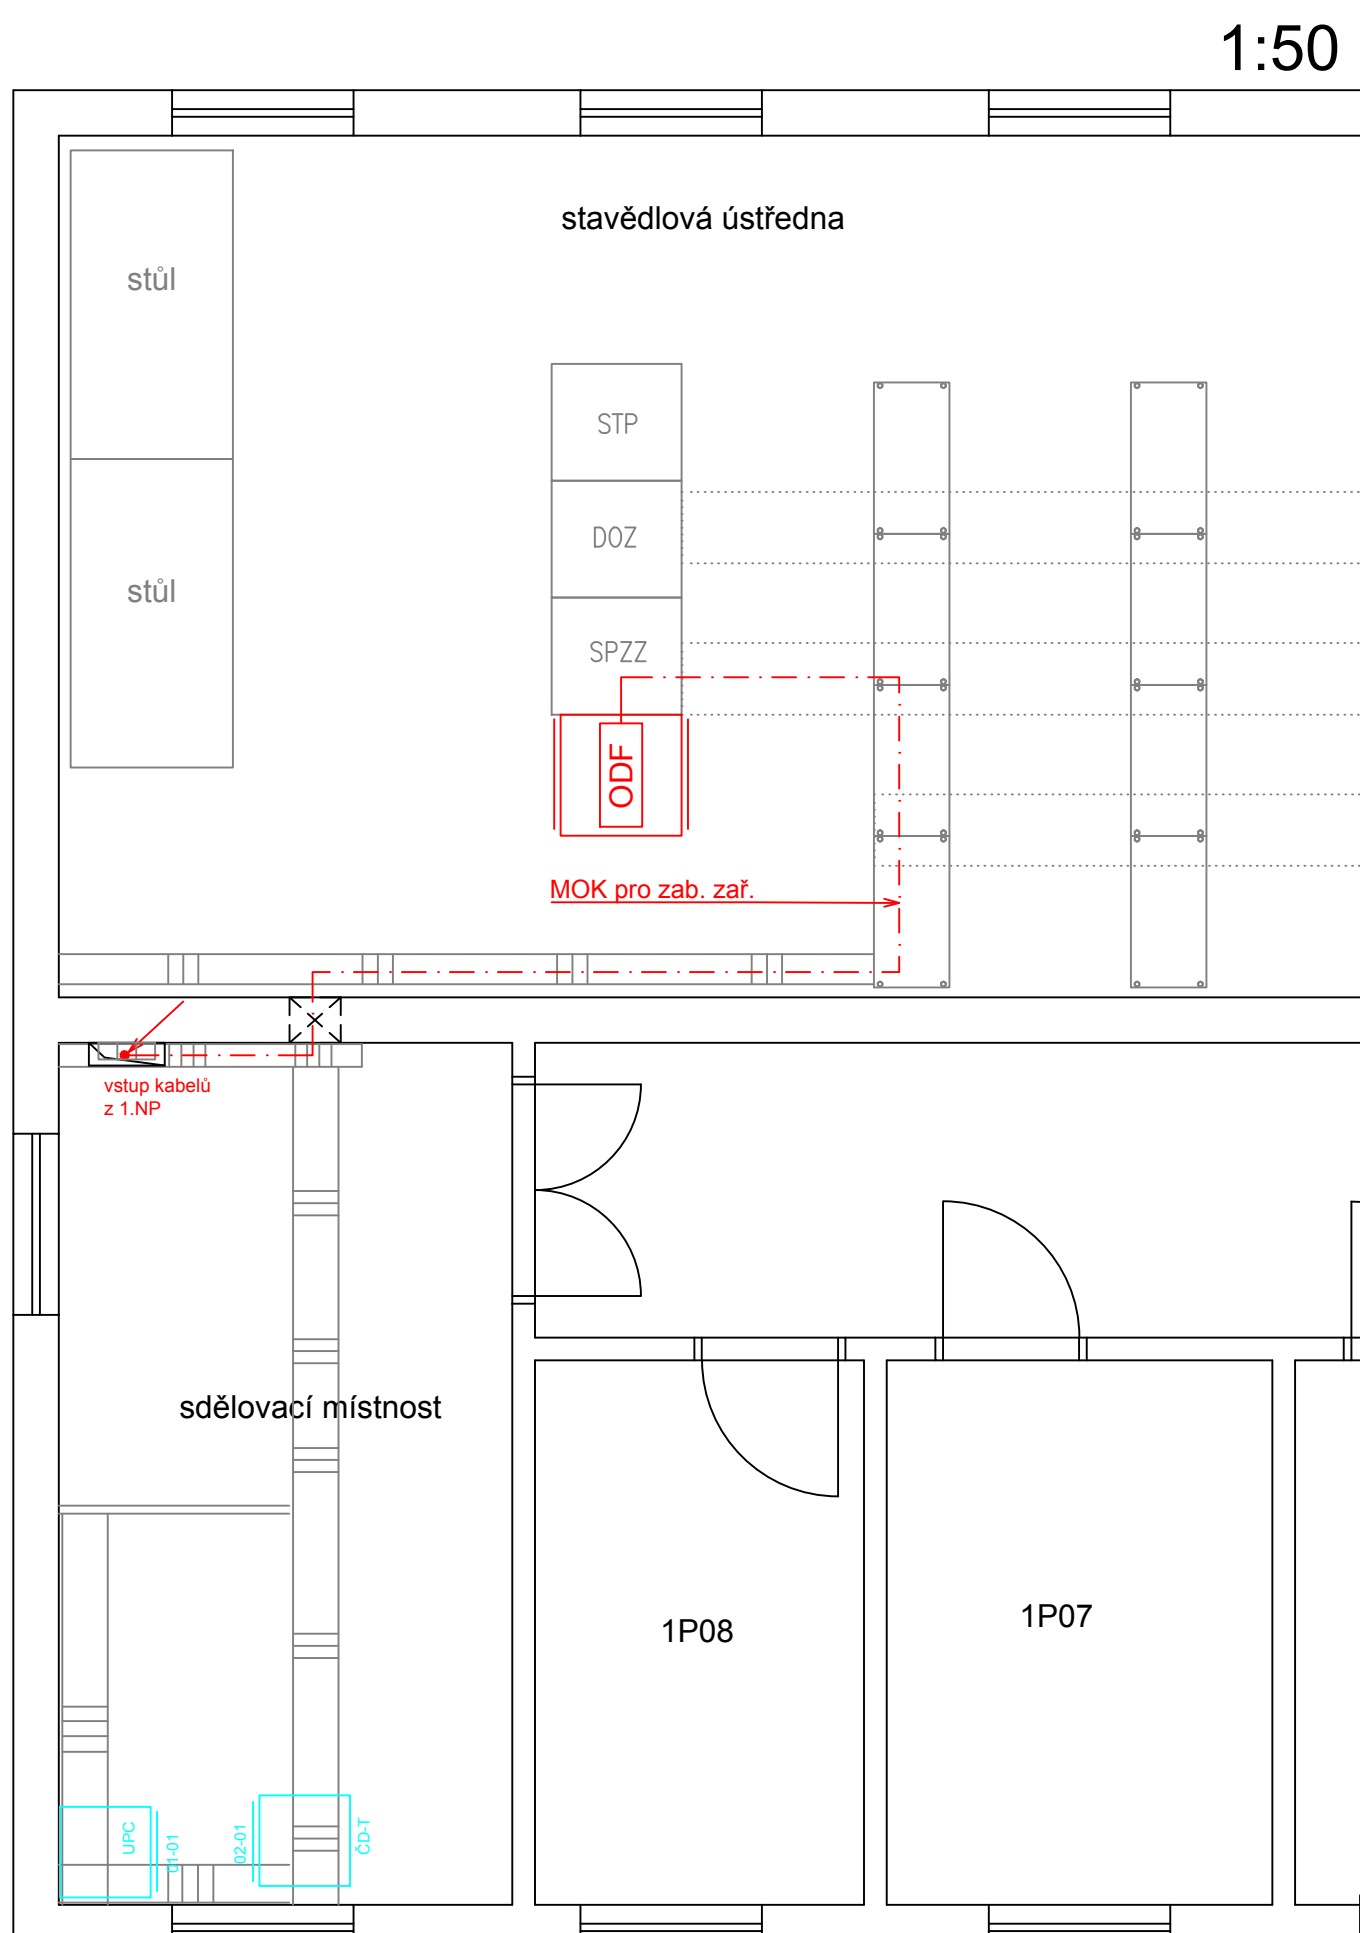 1:50
stavědlová ústředna
stůl
STP
DOZ
stůl
SPZZ
ODF
MOK pro zab. zař.
vstup kabelů
z 1.NP
sdělovací místnost
1P08
1P07
UPC
01-01
02-01
ČD-T